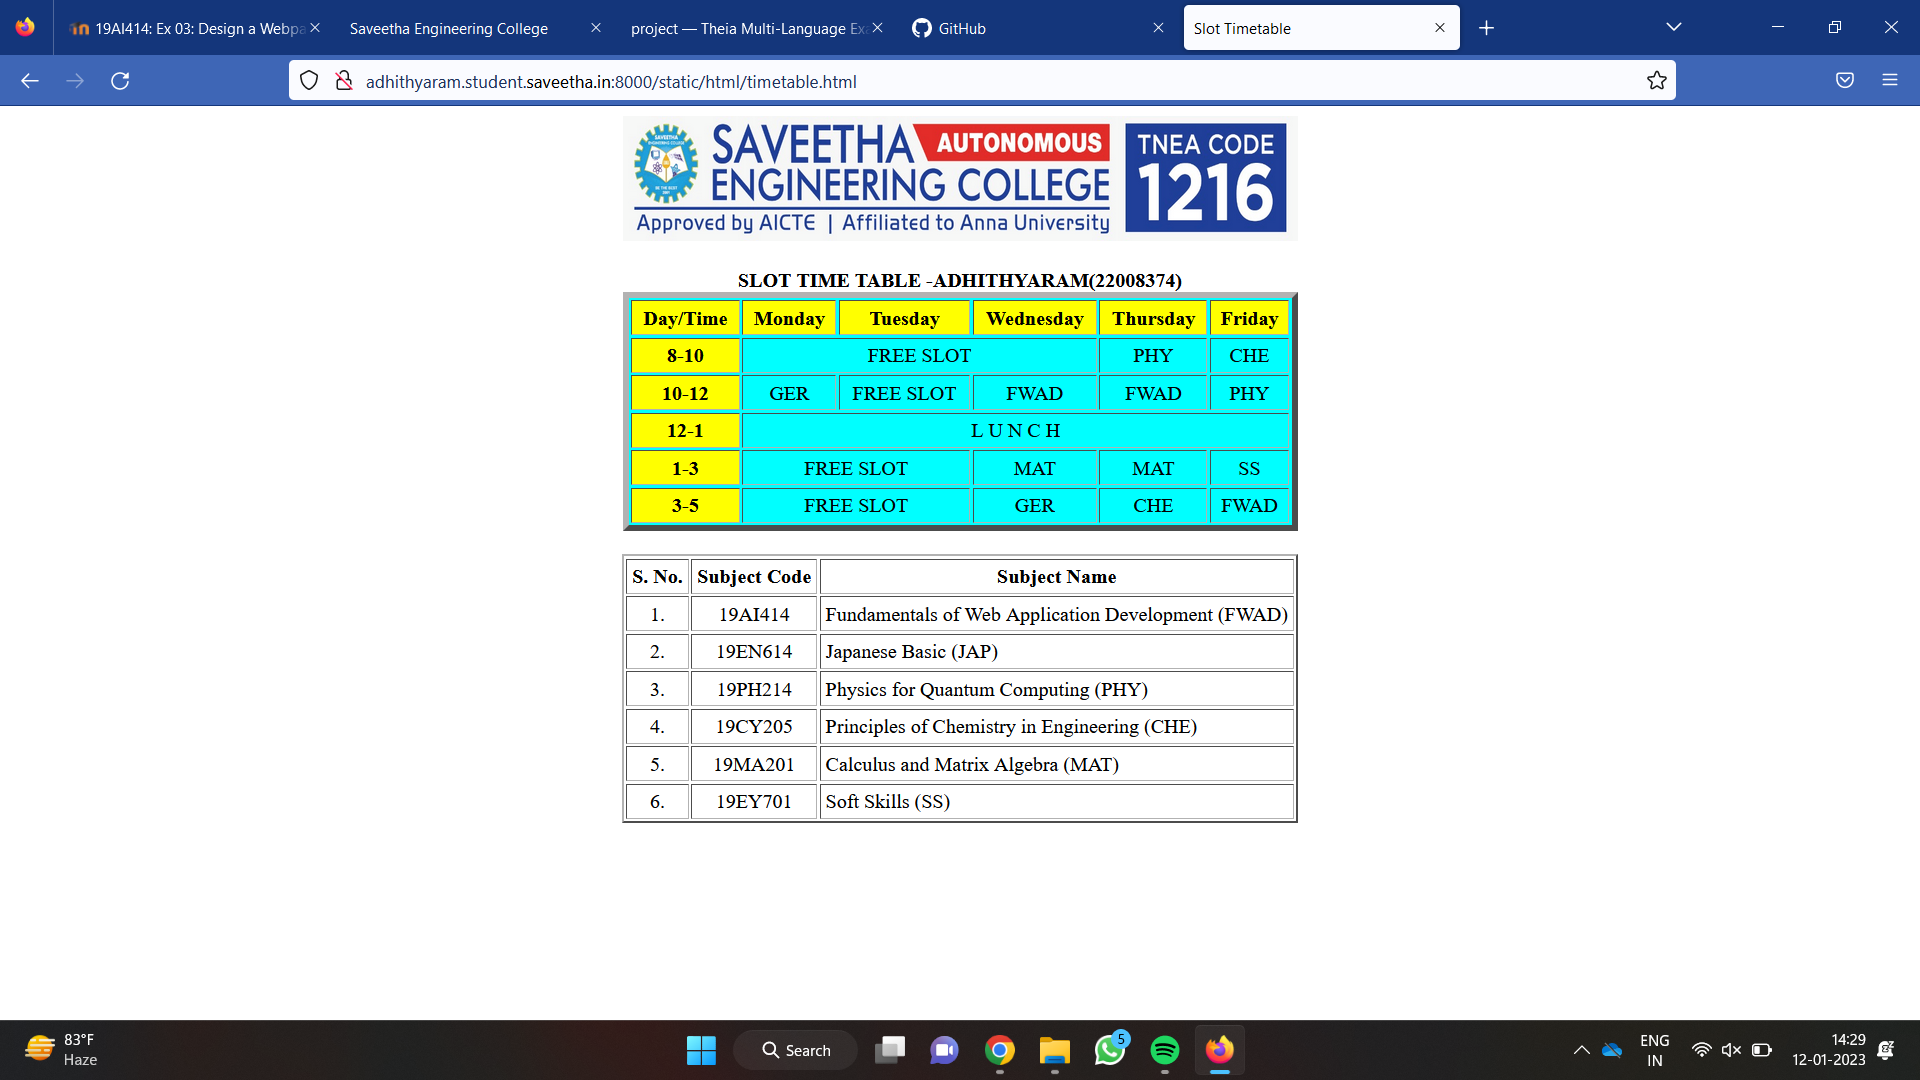 19AI414: Ex 03: Design a Webpa
Saveetha Engineering College
project — Theia Multi-Language Exa
GitHub
Slot Timetable
adhithyaram.student.saveetha.in:8000/static/html/timetable.html
SAVEETHA AUTONOMOUS
ENGINEERING COLLEGE
Approved by AICTE | Affiliated to Anna University
TNEA CODE
1216
SLOT TIME TABLE -ADHITHYARAM(22008374)
Day/Time Monday Tuesday Wednesday Thursday Friday
8-10 FREE SLOT PHY CHE
10-12 GER FREE SLOT FWAD FWAD PHY
12-1 L U N C H
1-3 FREE SLOT MAT MAT SS
3-5 FREE SLOT GER CHE FWAD
S. No. Subject Code Subject Name
1. 19AI414 Fundamentals of Web Application Development (FWAD)
2. 19EN614 Japanese Basic (JAP)
3. 19PH214 Physics for Quantum Computing (PHY)
4. 19CY205 Principles of Chemistry in Engineering (CHE)
5. 19MA201 Calculus and Matrix Algebra (MAT)
6. 19EY701 Soft Skills (SS)
83°F
Haze
Search
5
ENG
IN
14:29
12-01-2023